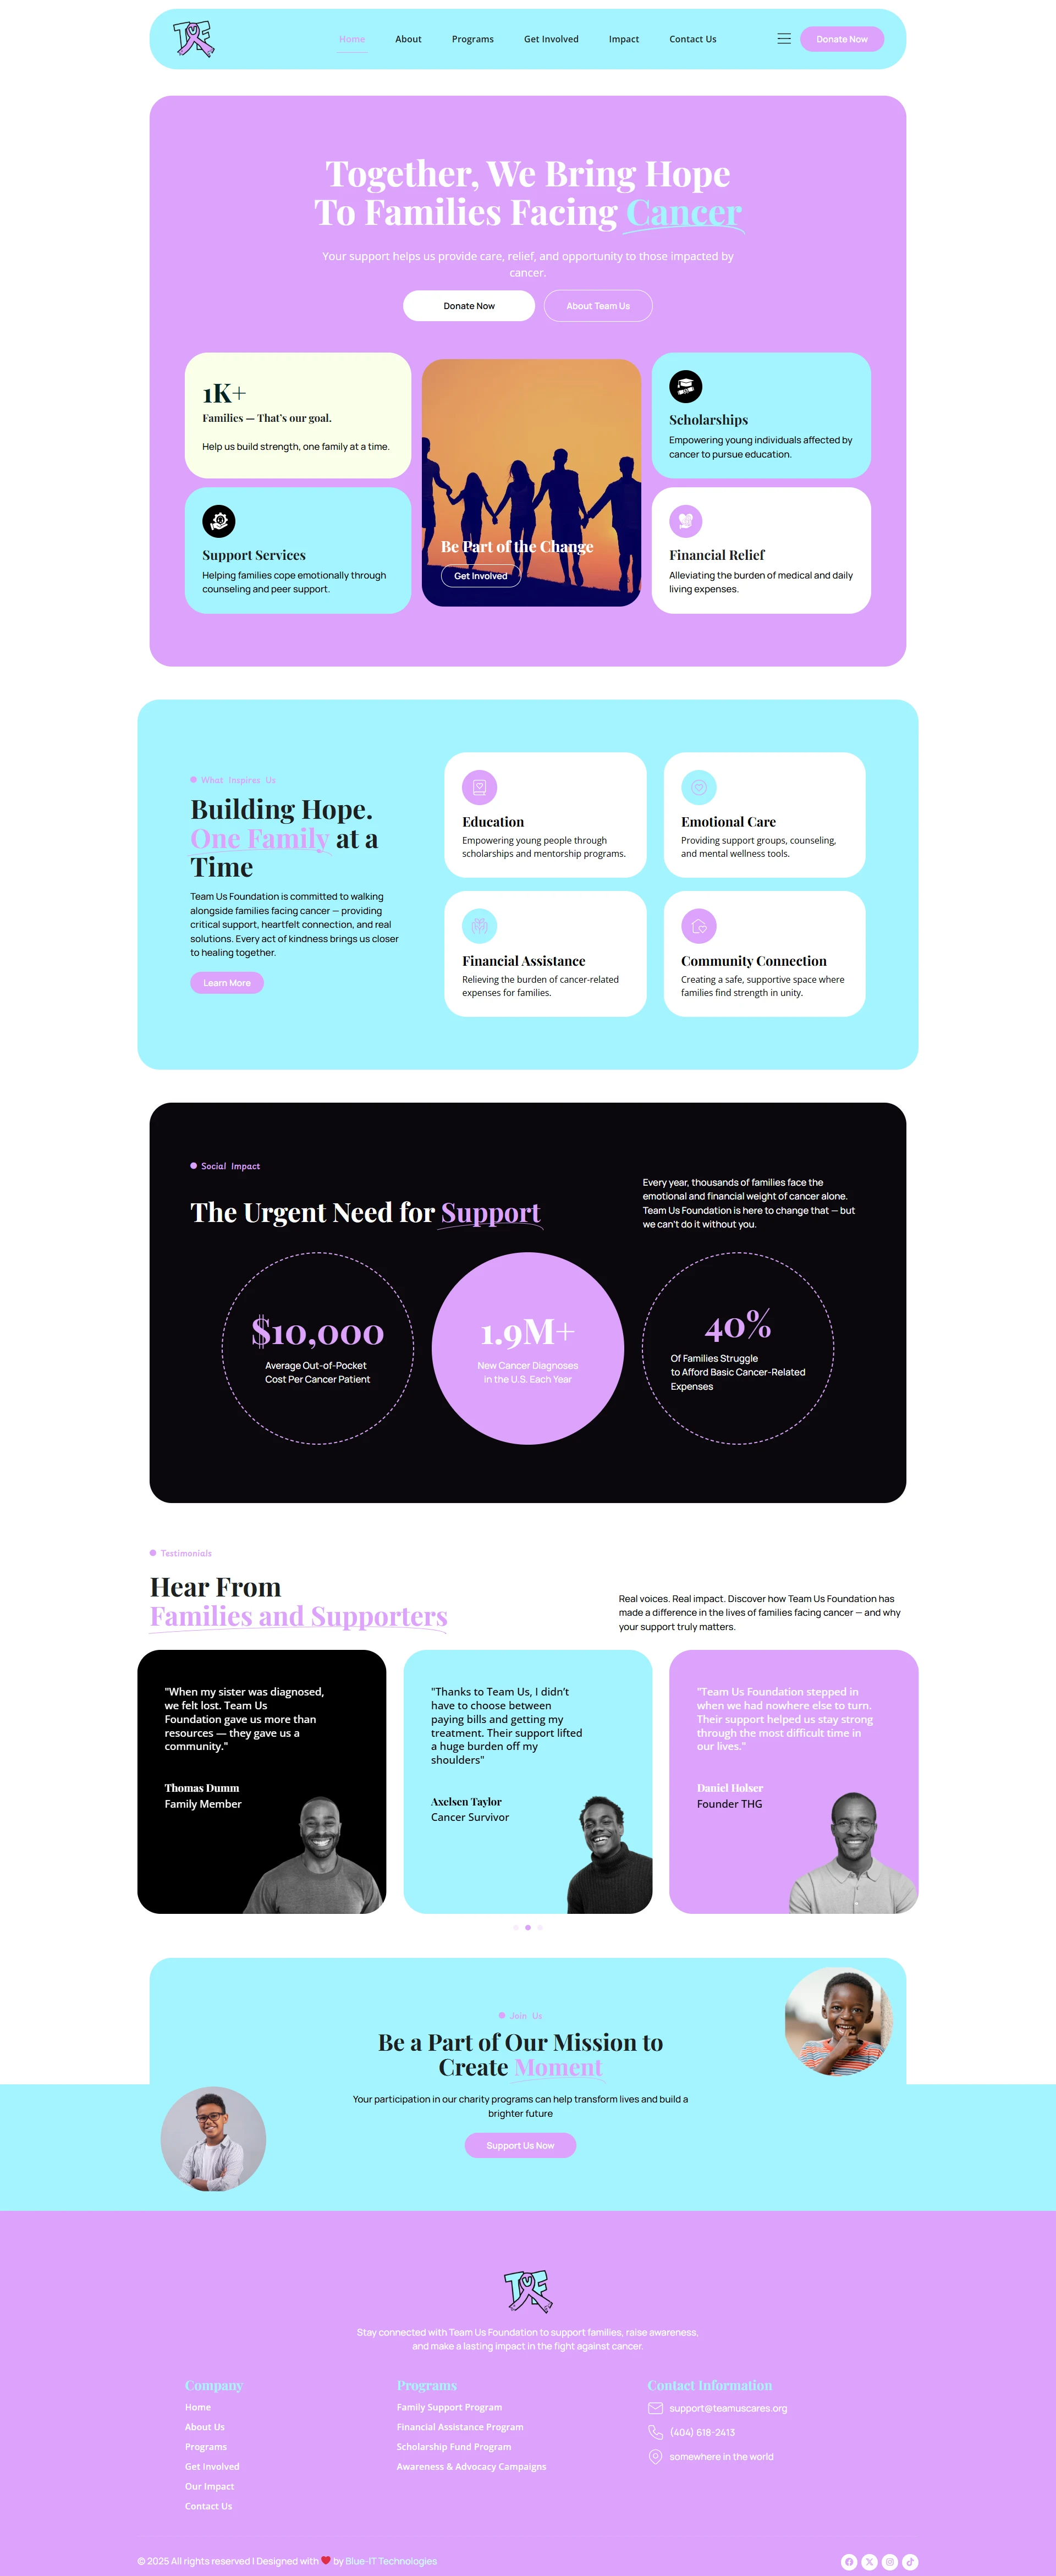 TUF
Home
About
Programs
Get Involved
Impact
Contact Us
Donate Now
Together, We Bring Hope
To Families Facing Cancer
Your support helps us provide care, relief, and opportunity to those impacted by
cancer.
Donate Now
About Team Us
1K+
Families — That's our goal.
Help us build strength, one family at a time.
Support Services
Helping families cope emotionally through
counseling and peer support.
Be Part of the Change
Get Involved
Scholarships
Empowering young individuals affected by
cancer to pursue education.
Financial Relief
Alleviating the burden of medical and daily
living expenses.
What Inspires Us
Building Hope.
One Family at a
Time
Team Us Foundation is committed to walking
alongside families facing cancer — providing
critical support, heartfelt connection, and real
solutions. Every act of kindness brings us closer
to healing together.
Learn More
Education
Empowering young people through
scholarships and mentorship programs.
Emotional Care
Providing support groups, counseling,
and mental wellness tools.
Financial Assistance
Relieving the burden of cancer-related
expenses for families.
Community Connection
Creating a safe, supportive space where
families find strength in unity.
Social Impact
The Urgent Need for Support
Every year, thousands of families face the
emotional and financial weight of cancer alone.
Team Us Foundation is here to change that — but
we can't do it without you.
$10,000
Average Out-of-Pocket
Cost Per Cancer Patient
1.9M+
New Cancer Diagnoses
in the U.S. Each Year
40%
Of Families Struggle
to Afford Basic Cancer-Related
Expenses
Testimonials
Hear From
Families and Supporters
Real voices. Real impact. Discover how Team Us Foundation has
made a difference in the lives of families facing cancer — and why
your support truly matters.
"When my sister was diagnosed,
we felt lost. Team Us
Foundation gave us more than
resources — they gave us a
community."
Thomas Dumm
Family Member
"Thanks to Team Us, I didn't
have to choose between
paying bills and getting my
treatment. Their support lifted
a huge burden off my
shoulders"
Axelsen Taylor
Cancer Survivor
"Team Us Foundation stepped in
when we had nowhere else to turn.
Their support helped us stay strong
through the most difficult time in
our lives."
Daniel Holser
Founder THG
Join Us
Be a Part of Our Mission to
Create Moment
Your participation in our charity programs can help transform lives and build a
brighter future
Support Us Now
TUF
Stay connected with Team Us Foundation to support families, raise awareness,
and make a lasting impact in the fight against cancer.
Company
Home
About Us
Programs
Get Involved
Our Impact
Contact Us
Programs
Family Support Program
Financial Assistance Program
Scholarship Fund Program
Awareness & Advocacy Campaigns
Contact Information
support@teamuscares.org
(404) 618-2413
somewhere in the world
© 2025 All rights reserved | Designed with ❤ by Blue-IT Technologies